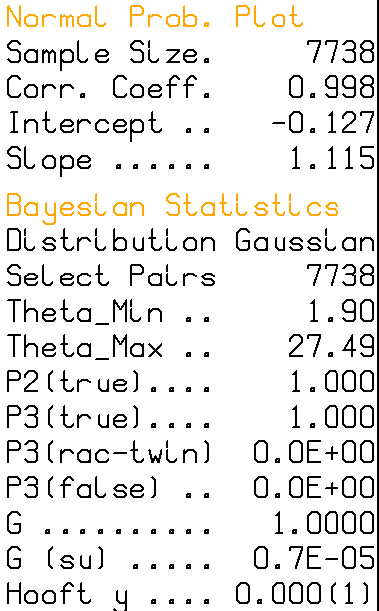 Normal Prob. Plot
Sample Size. 7738
Corr. Coeff. 0.998
Intercept .. -0.127
Slope ...... 1.115
Bayesian Statistics
Distribution Gaussian
Select Pairs 7738
Theta_Min .. 1.90
Theta_Max .. 27.49
P2(true).... 1.000
P3(true).... 1.000
P3(rac-twin) 0.0E+00
P3(false) .. 0.0E+00
G .......... 1.0000
G (su) ..... 0.7E-05
Hooft y .... 0.000(1)